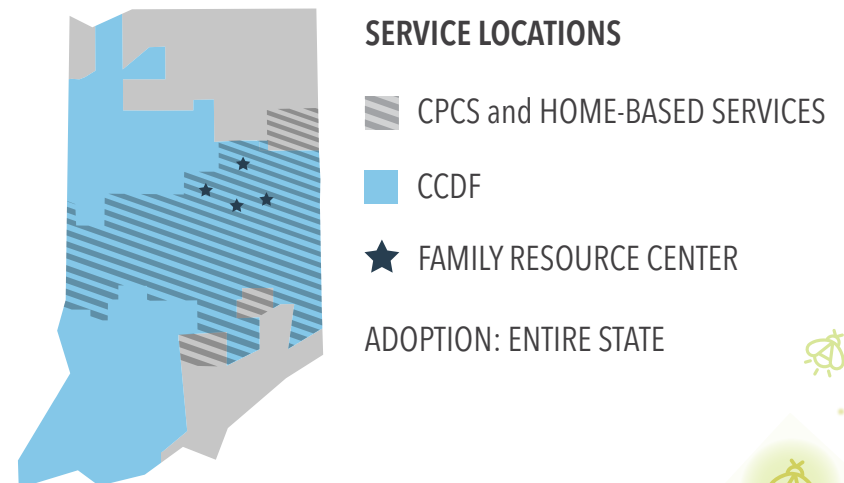 SERVICE LOCATIONS
CPCS and HOME-BASED SERVICES
CCDF
FAMILY RESOURCE CENTER
ADOPTION: ENTIRE STATE